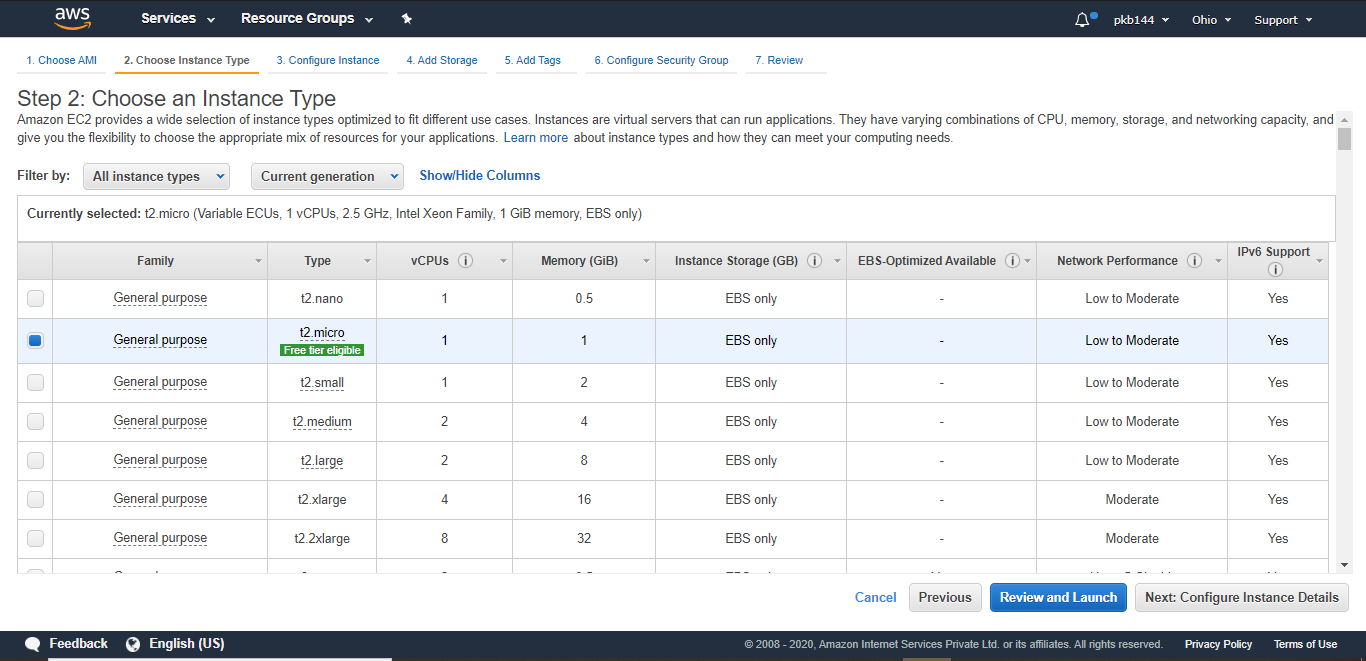 aws Services Resource Groups pkb144 Ohio Support
1. Choose AMI 2. Choose Instance Type 3. Configure Instance 4. Add Storage 5. Add Tags 6. Configure Security Group 7. Review
Step 2: Choose an Instance Type
Amazon EC2 provides a wide selection of instance types optimized to fit different use cases. Instances are virtual servers that can run applications. They have varying combinations of CPU, memory, storage, and networking capacity, and
give you the flexibility to choose the appropriate mix of resources for your applications. Learn more about instance types and how they can meet your computing needs.
Filter by: All instance types Current generation Show/Hide Columns
Currently selected: t2.micro (Variable ECUs, 1 vCPUs, 2.5 GHz, Intel Xeon Family, 1 GiB memory, EBS only)
Family Type vCPUs i Memory (GiB) Instance Storage (GB) i EBS-Optimized Available i Network Performance i IPv6 Support i
General purpose t2.nano 1 0.5 EBS only - Low to Moderate Yes
General purpose t2.micro Free tier eligible 1 1 EBS only - Low to Moderate Yes
General purpose t2.small 1 2 EBS only - Low to Moderate Yes
General purpose t2.medium 2 4 EBS only - Low to Moderate Yes
General purpose t2.large 2 8 EBS only - Low to Moderate Yes
General purpose t2.xlarge 4 16 EBS only - Moderate Yes
General purpose t2.2xlarge 8 32 EBS only - Moderate Yes
Cancel Previous Review and Launch Next: Configure Instance Details
Feedback English (US) © 2008 - 2020, Amazon Internet Services Private Ltd. or its affiliates. All rights reserved. Privacy Policy Terms of Use